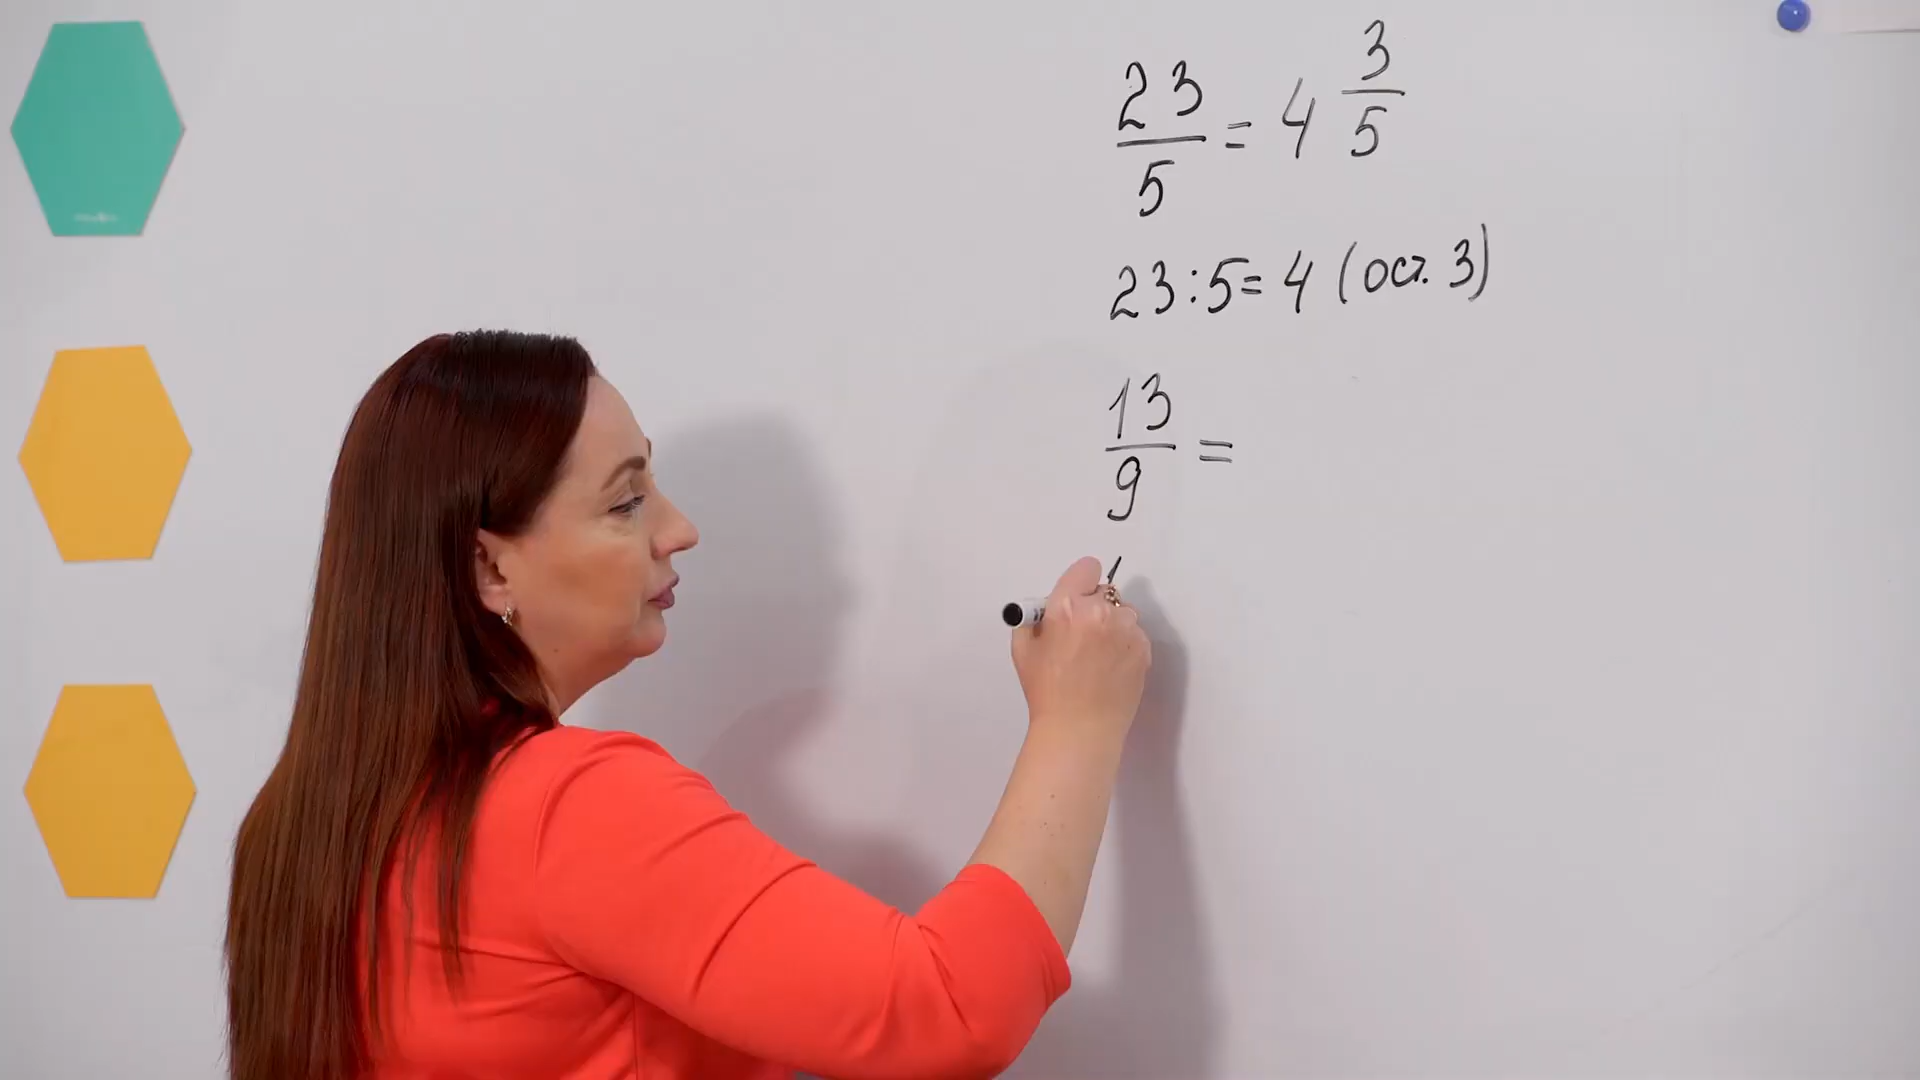 23/5 = 4 3/5
23:5=4 (ост. 3)
13/9 =